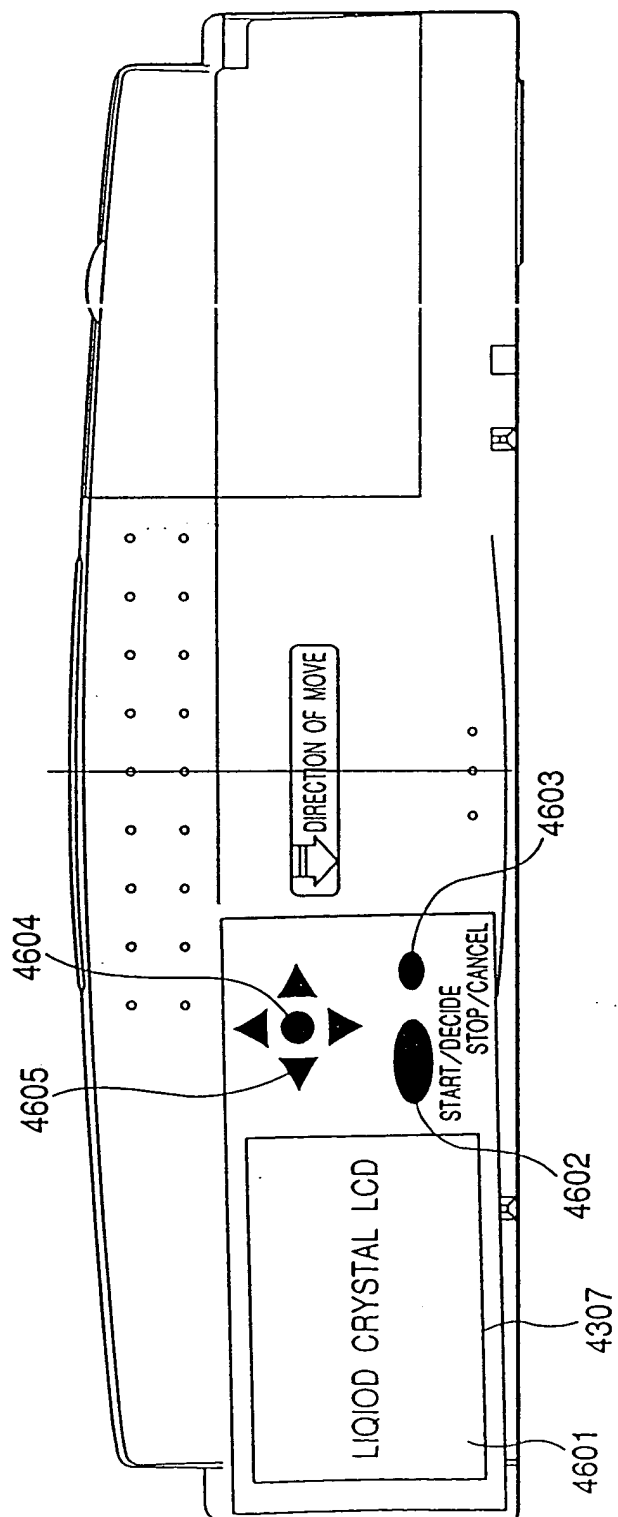 4604
4605
DIRECTION OF MOVE
4603
START/DECIDE
STOP/CANCEL
4602
LIQIOD CRYSTAL LCD
4307
4601